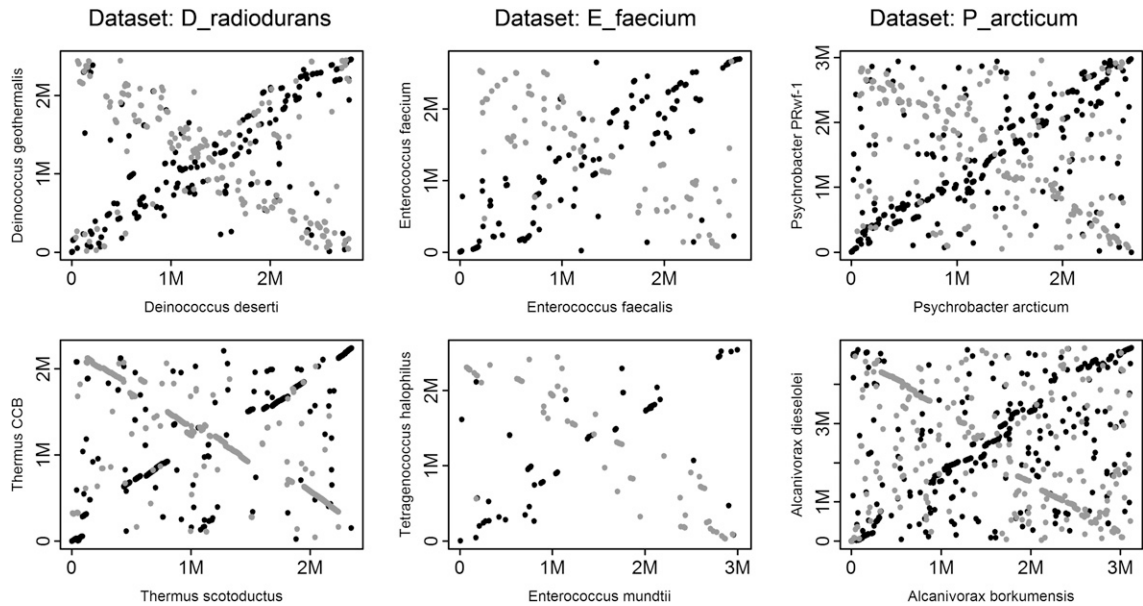 Dataset: D_radiodurans
Dataset: E_faecium
Dataset: P_arcticum
Deinococcus geothermalis
2M
1M
0
0 1M 2M
Deinococcus deserti
Enterococcus faecium
2M
1M
0
0 1M 2M
Enterococcus faecalis
Psychrobacter PRwf-1
3M
2M
1M
0
0 1M 2M
Psychrobacter arcticum
Thermus CCB
2M
1M
0
0 1M 2M
Thermus scotoductus
Tetragenococcus halophilus
2M
1M
0
0 1M 2M 3M
Enterococcus mundtii
Alcanivorax dieselolei
3M
1M
0
0 1M 2M 3M
Alcanivorax borkumensis